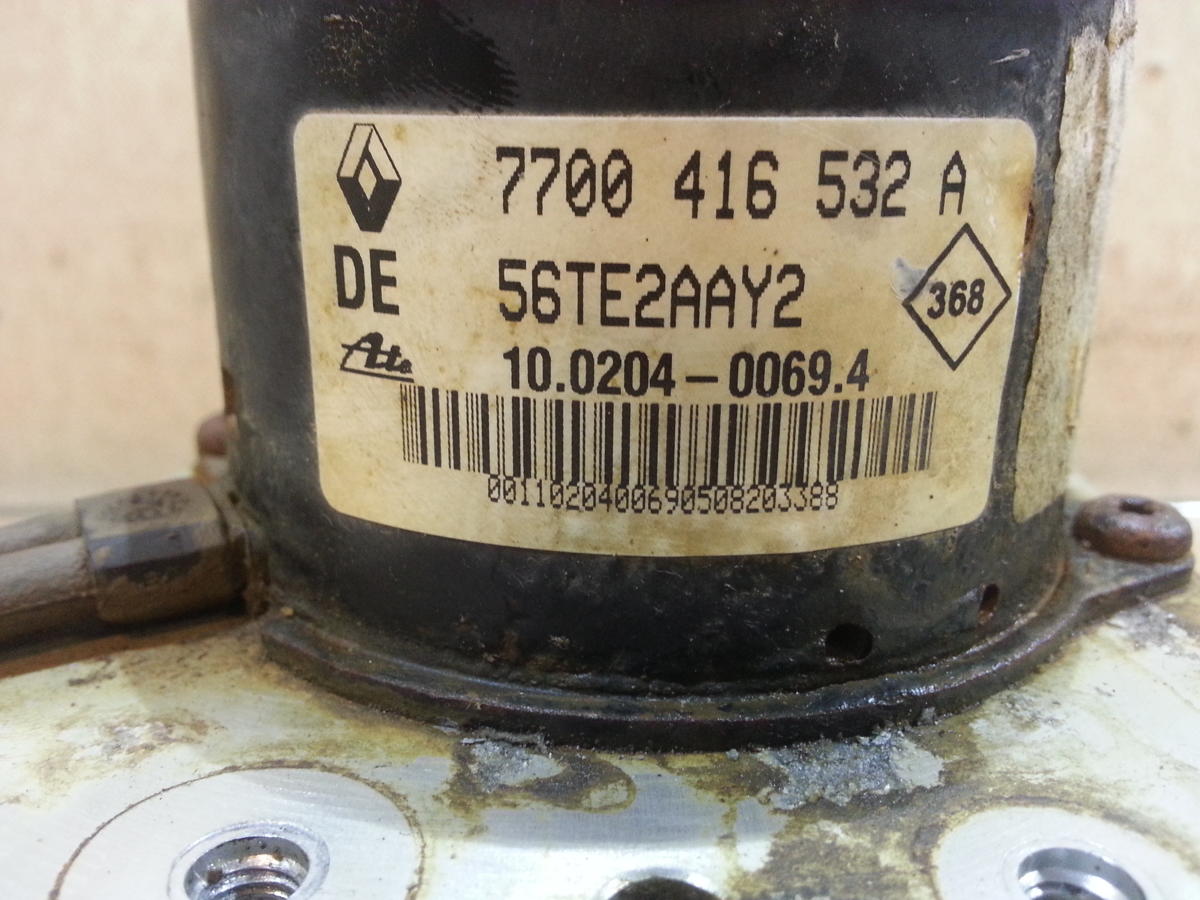 7700 416 532 A
DE 56TE2AAY2
368
Ate 10.0204-0069.4
00110204006905082033​88